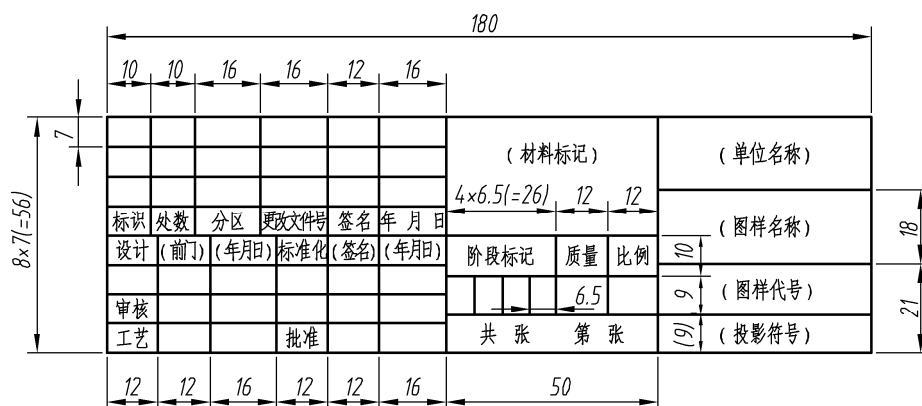 180
10 10 16 16 12 16
7
8×7(=56)
(材料标记)
(单位名称)
4×6.5(=26) 12 12
标识 处数 分区 更改文件号 签名 年 月 日
(图样名称)
18
设计 (前门) (年月日) 标准化 (签名) (年月日)
阶段标记 质量 比例
10
6.5
9
(图样代号)
21
审核
工艺 批准
共 张 第 张
(9)
(投影符号)
12 12 16 12 12 16 50